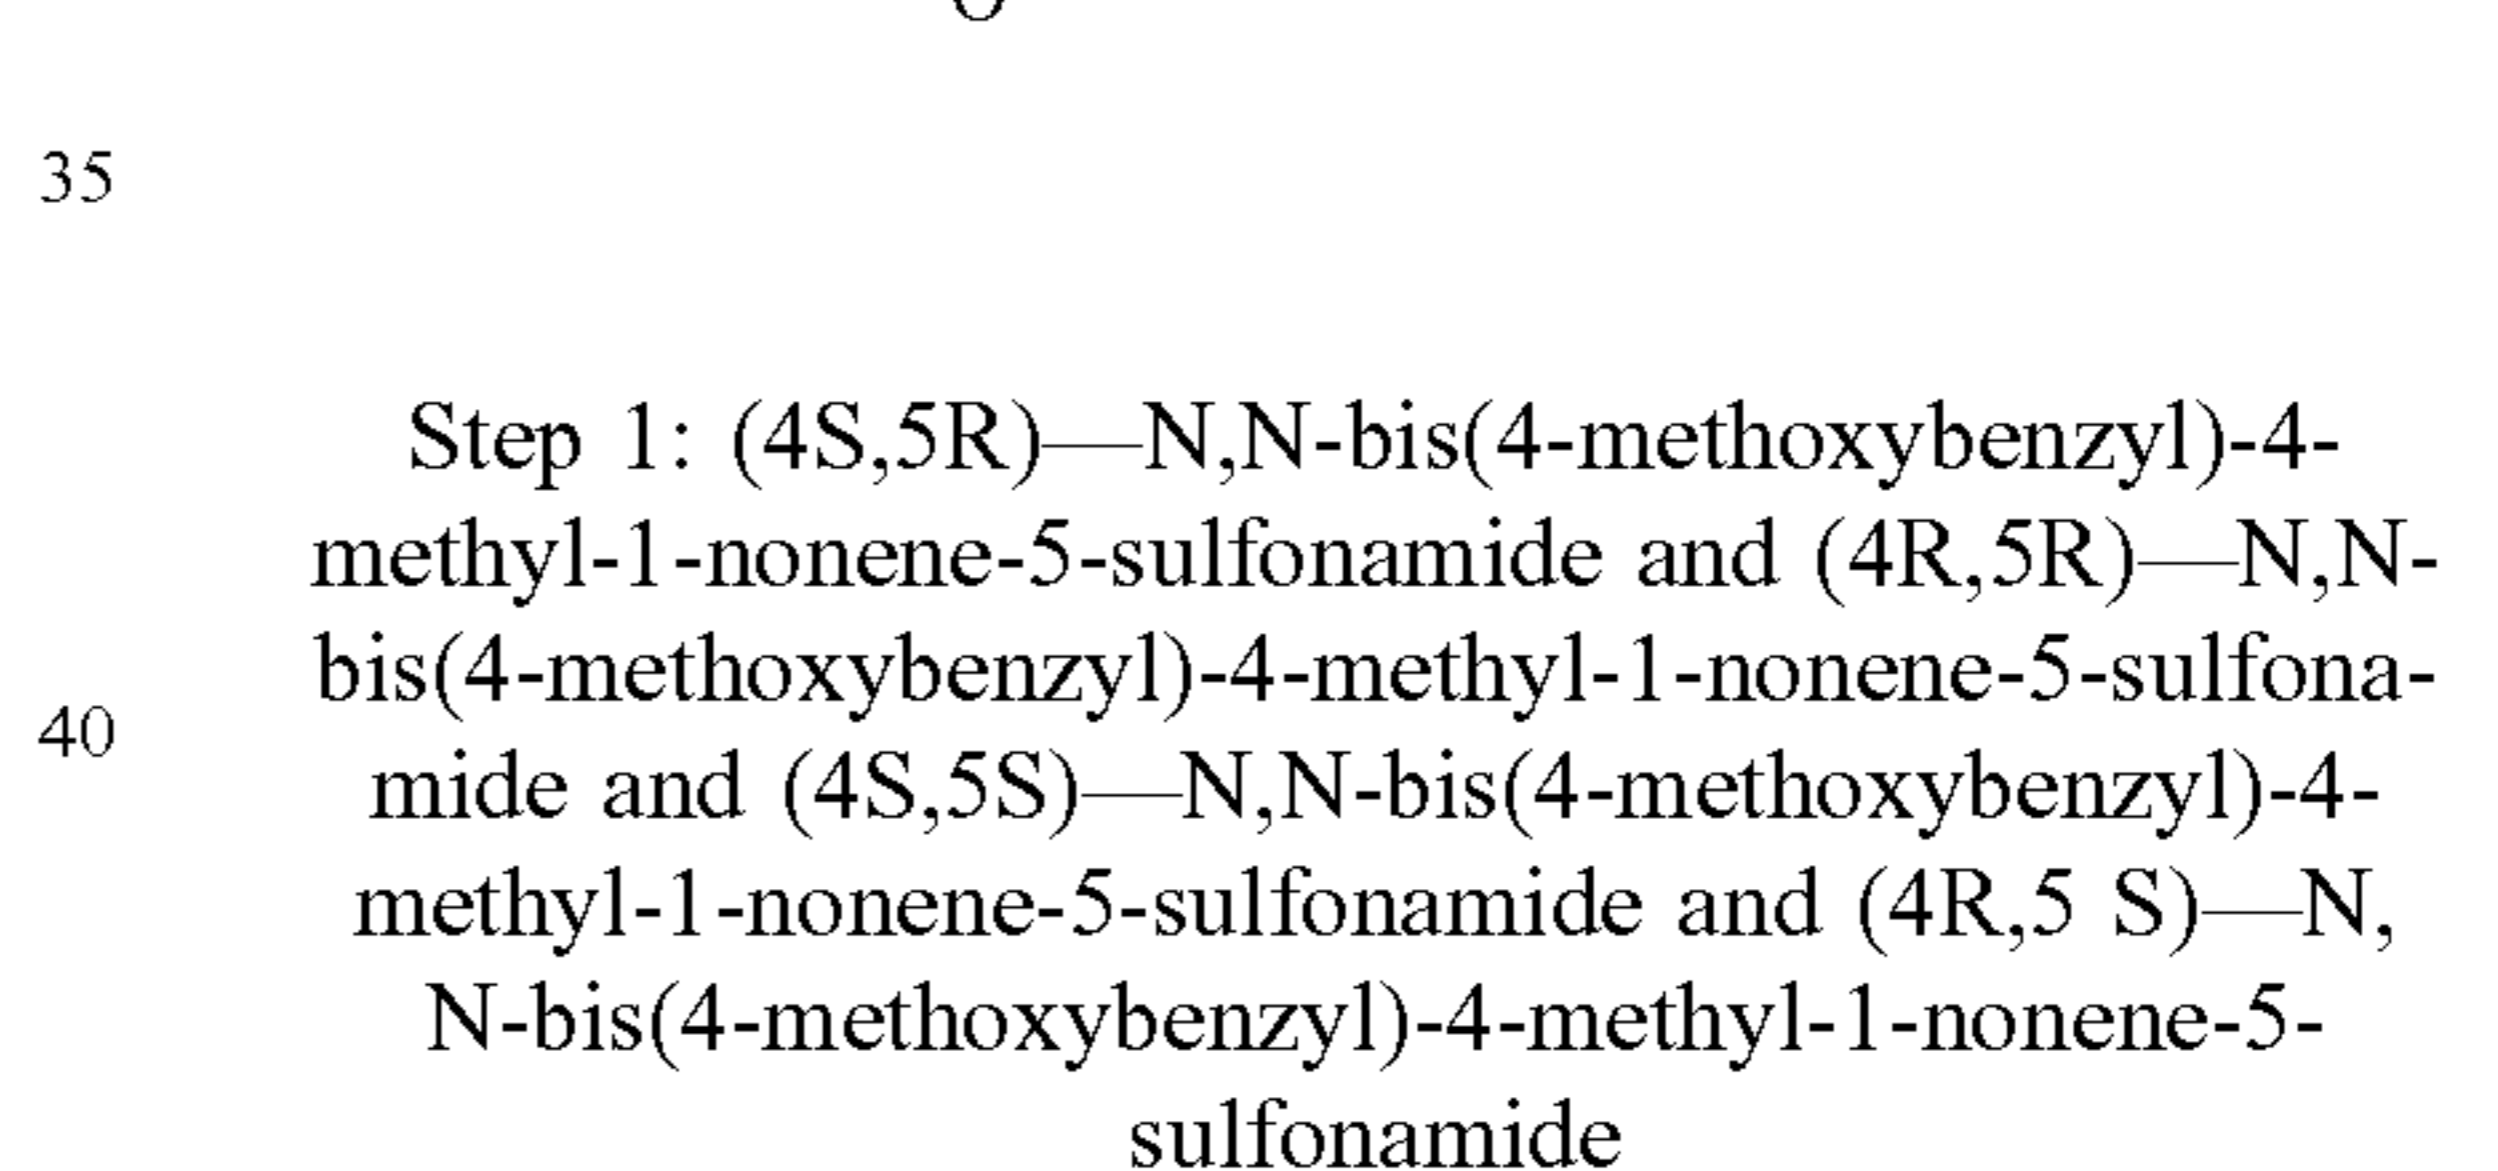 35
Step 1: (4S,5R)—N,N-bis(4-methoxybenzyl)-4-
methyl-1-nonene-5-sulfonamide and (4R,5R)—N,N-
bis(4-methoxybenzyl)-4-methyl-1-nonene-5-sulfona-
40
mide and (4S,5S)—N,N-bis(4-methoxybenzyl)-4-
methyl-1-nonene-5-sulfonamide and (4R,5 S)—N,
N-bis(4-methoxybenzyl)-4-methyl-1-nonene-5-
sulfonamide